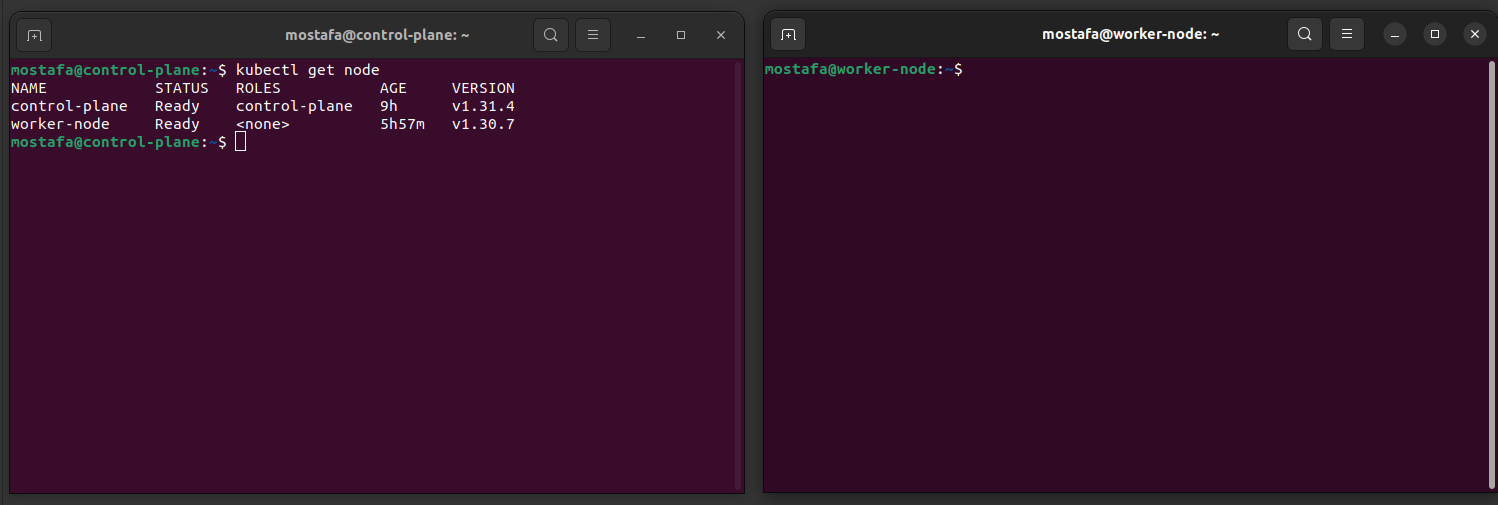 mostafa@control-plane: ~
mostafa@control-plane:~$ kubectl get node
NAME            STATUS   ROLES           AGE     VERSION
control-plane   Ready    control-plane   9h      v1.31.4
worker-node     Ready    <none>          5h57m   v1.30.7
mostafa@control-plane:~$
mostafa@worker-node: ~
mostafa@worker-node:~$